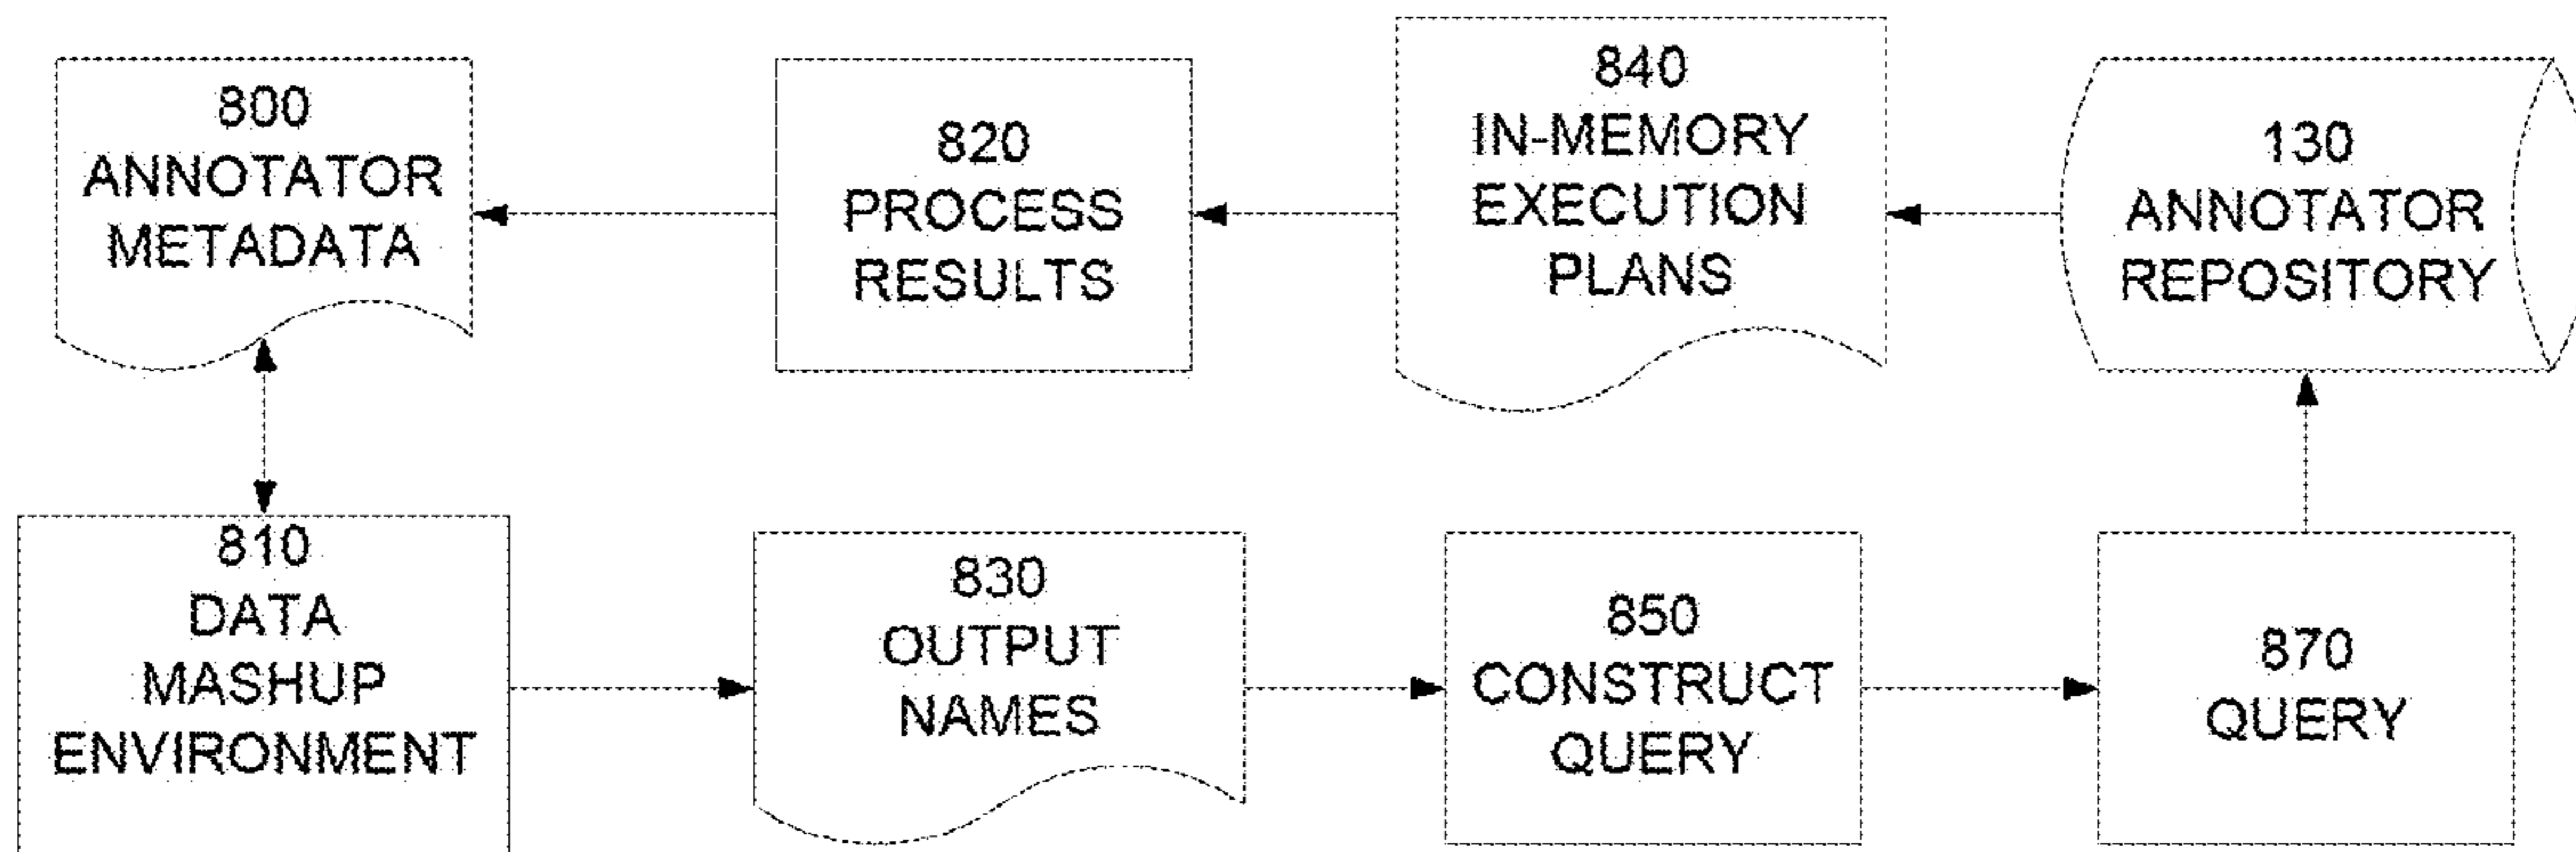 800
ANNOTATOR
METADATA
820
PROCESS
RESULTS
840
IN-MEMORY
EXECUTION
PLANS
130
ANNOTATOR
REPOSITORY
810
DATA
MASHUP
ENVIRONMENT
830
OUTPUT
NAMES
850
CONSTRUCT
QUERY
870
QUERY